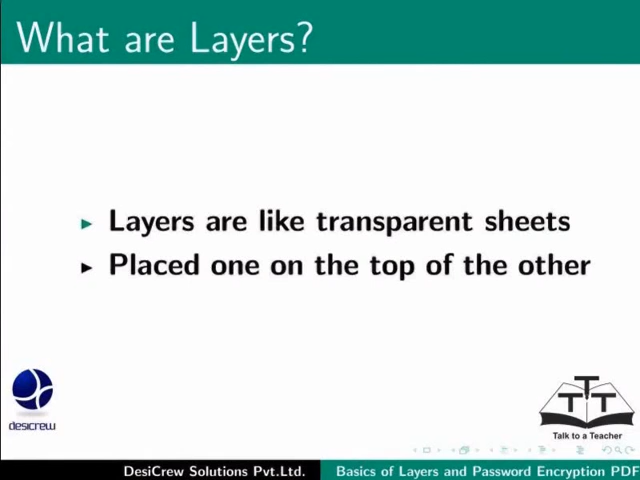 What are Layers?
Layers are like transparent sheets
Placed one on the top of the other
desicrew
TTT
Talk to a Teacher
DesiCrew Solutions Pvt.Ltd. Basics of Layers and Password Encryption PDF